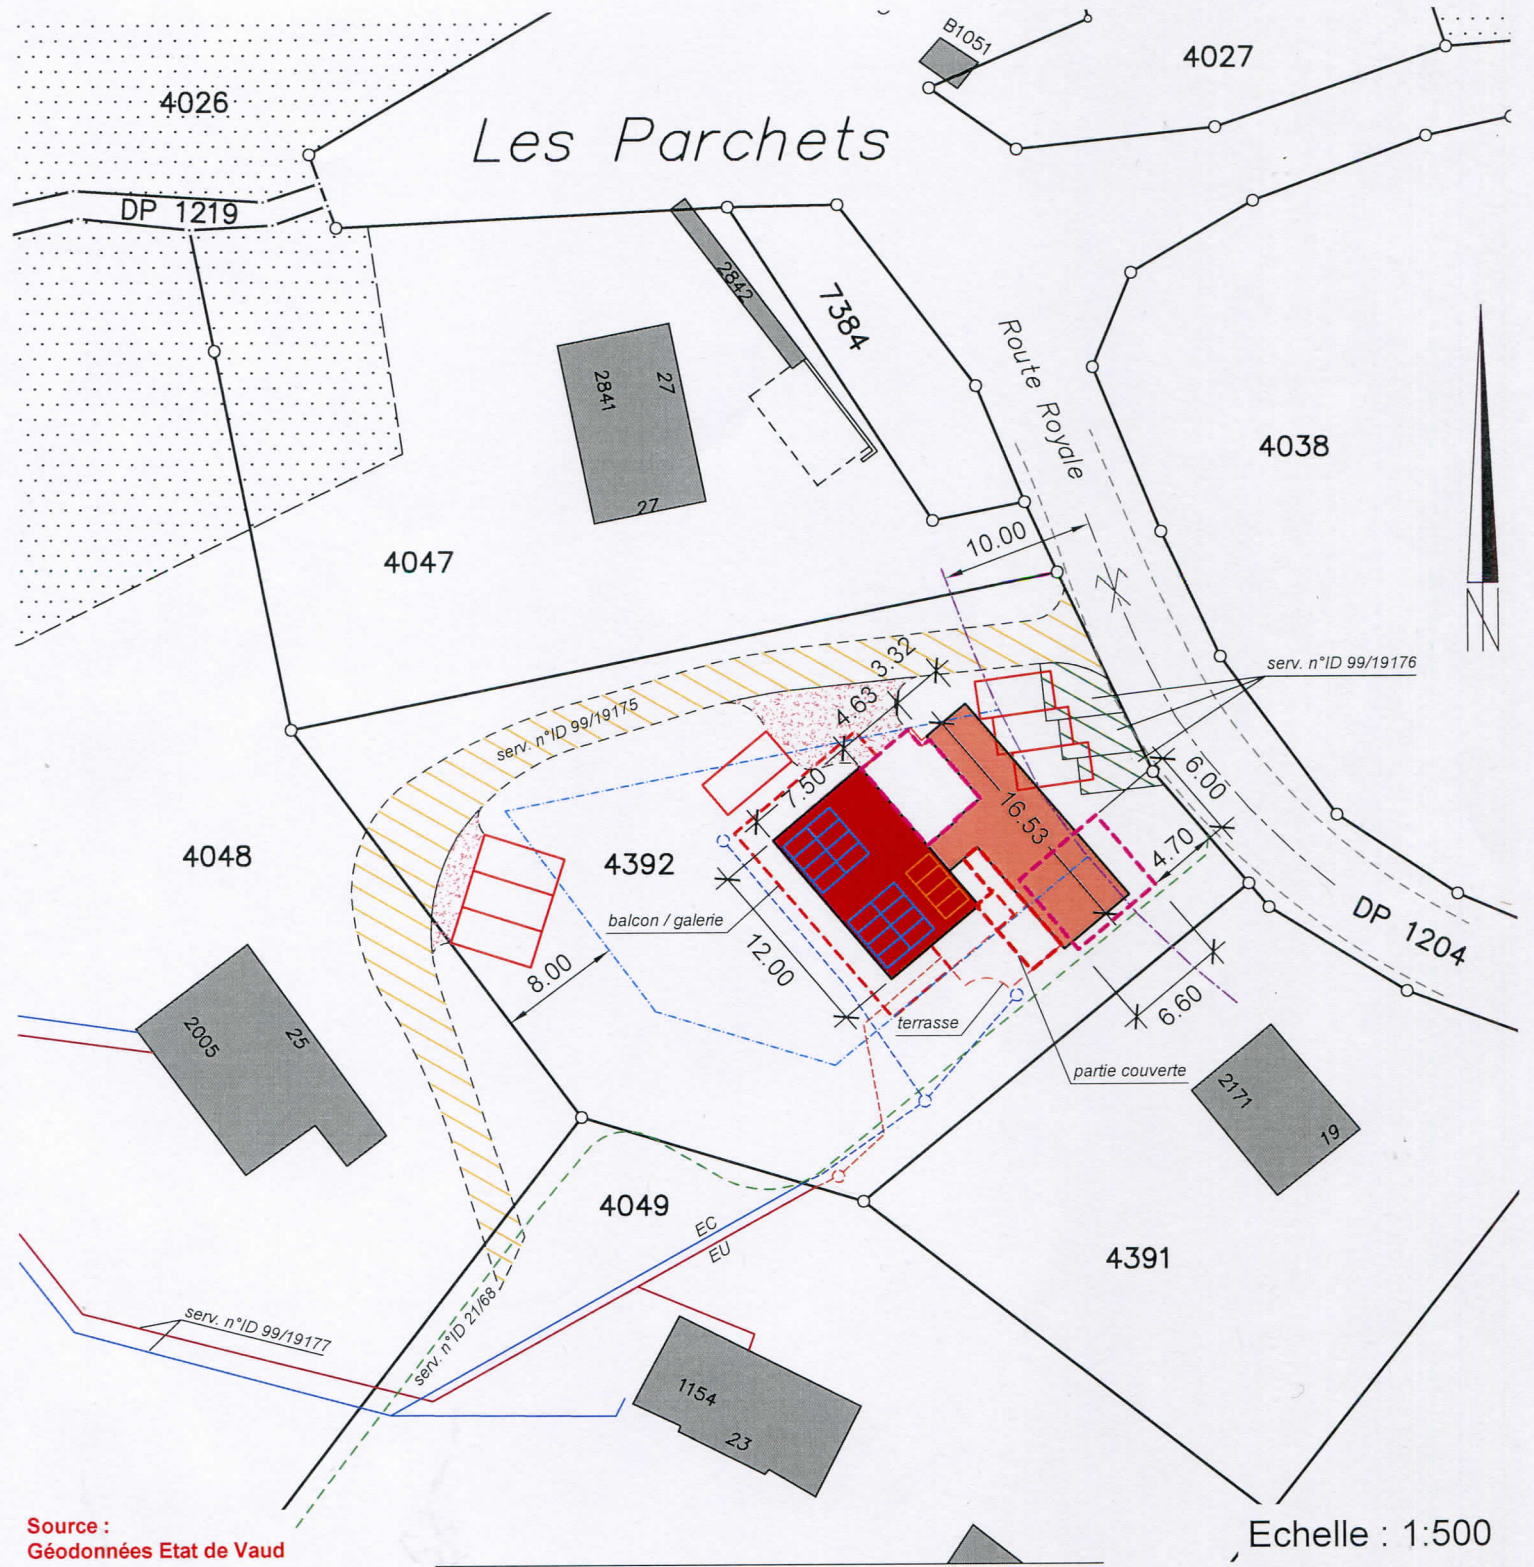 B1051
4027
4026
Les Parchets
DP 1219
2842
7384
Route Royale
27
2841
4038
27
10.00
4047
N
3.32
serv. n°ID 99/19176
serv. n°ID 99/19175
4.63
7.50
6.00
16.53
4048
4392
4.70
balcon / galerie
DP 1204
12.00
8.00
6.60
terrasse
2005
25
partie couverte
2171
19
4049
EC
EU
4391
serv. n°ID 99/19177
serv. n°ID 21/68
1154
23
Source :
Géodonnées Etat de Vaud
Echelle : 1:500